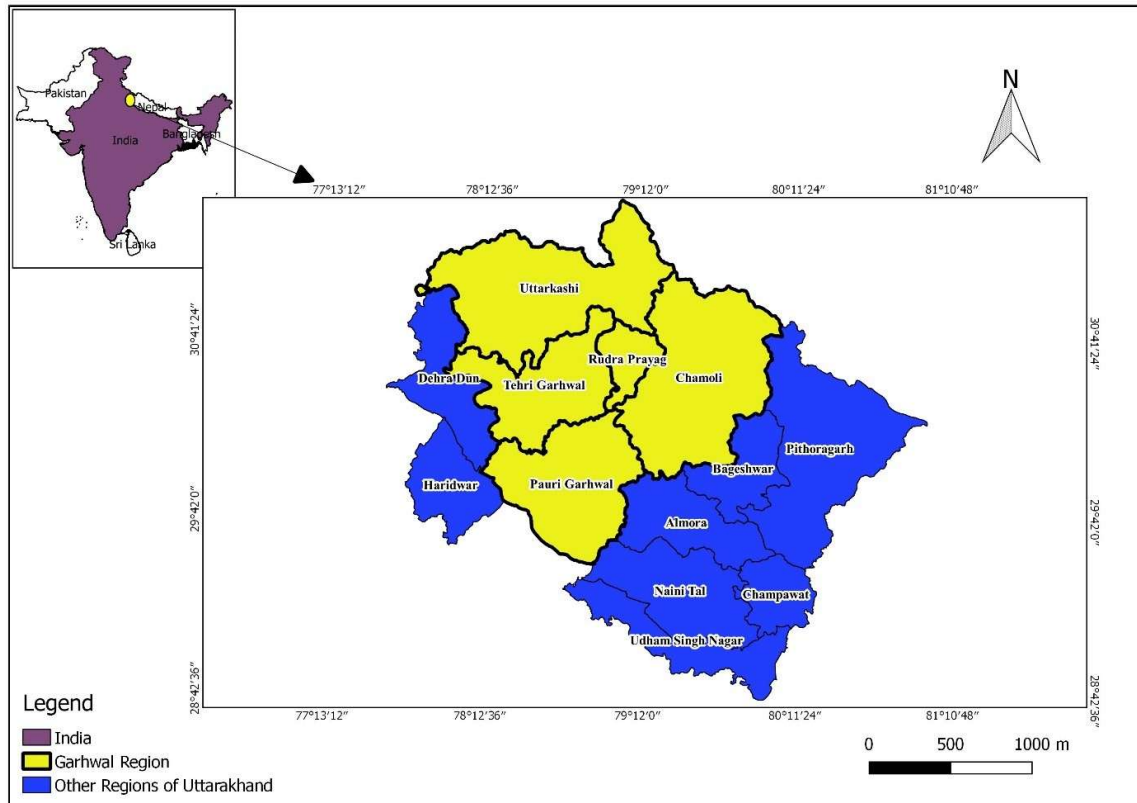 Pakistan
Nepal
India
Bangladesh
Sri Lanka
N
77°13'12" 78°12'36" 79°12'0" 80°11'24" 81°10'48"
30°41'24"
29°42'0"
28°42'36"
Uttarkashi
Rudra Prayag
Dehra Dūn
Tehri Garhwal
Chamoli
Pithoragarh
Bageshwar
Haridwar
Pauri Garhwal
Almora
Naini Tal
Champawat
Udham Singh Nagar
30°41'24"
29°42'0"
28°42'36"
77°13'12" 78°12'36" 79°12'0" 80°11'24" 81°10'48"
Legend
India
Garhwal Region
Other Regions of Uttarakhand
0 500 1000 m